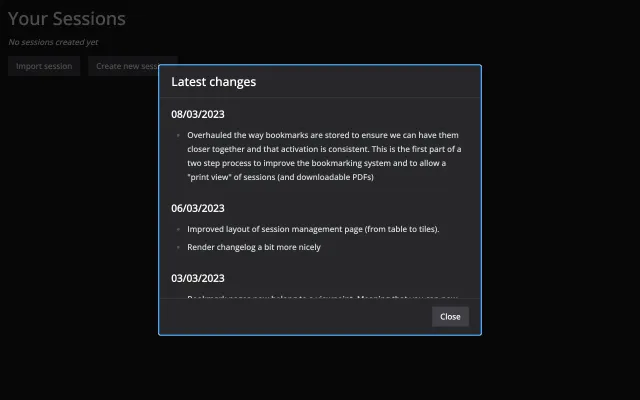 Your Sessions
No sessions created yet
Import session
Create new sess
Latest changes
08/03/2023
Overhauled the way bookmarks are stored to ensure we can have them
closer together and that activation is consistent. This is the first part of a
two step process to improve the bookmarking system and to allow a
"print view" of sessions (and downloadable PDFs)
06/03/2023
Improved layout of session management page (from table to tiles).
Render changelog a bit more nicely
03/03/2023
Close